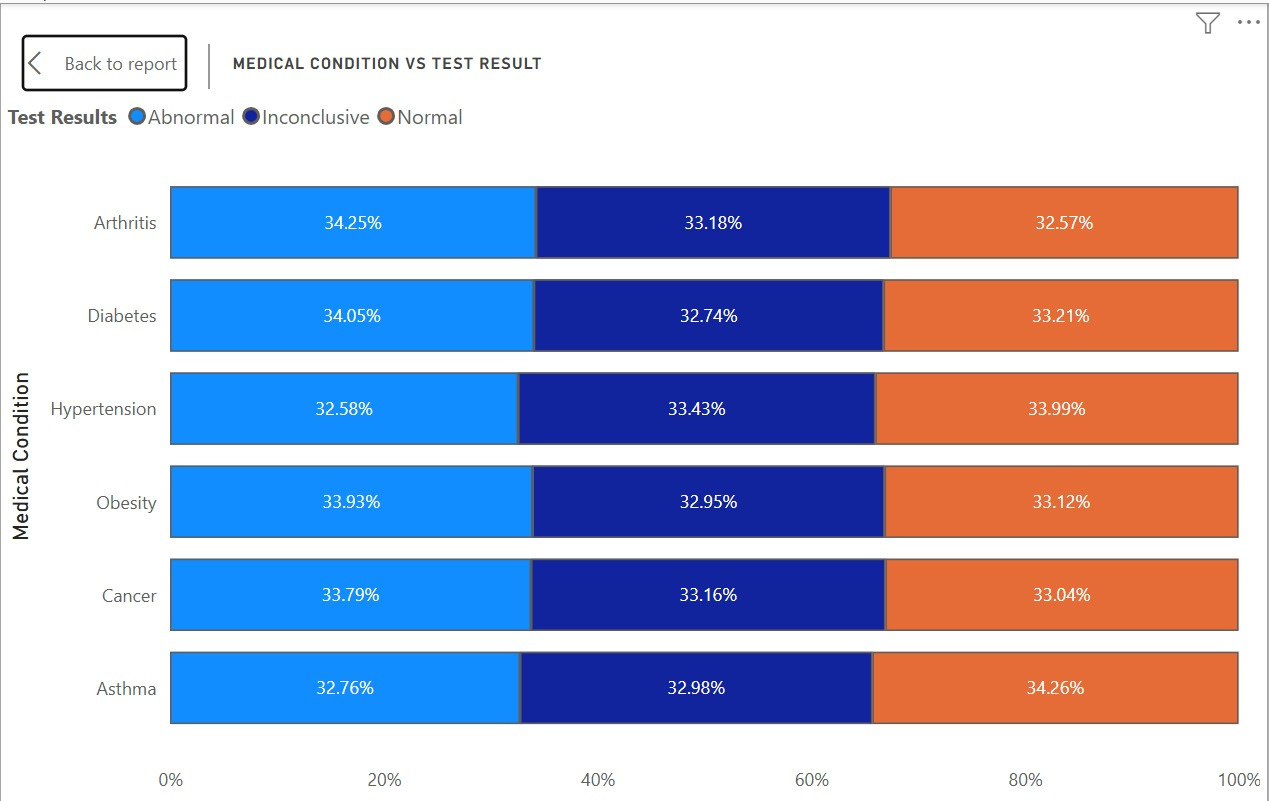 Back to report
MEDICAL CONDITION VS TEST RESULT
Test Results Abnormal Inconclusive Normal
Medical Condition
Arthritis 34.25% 33.18% 32.57%
Diabetes 34.05% 32.74% 33.21%
Hypertension 32.58% 33.43% 33.99%
Obesity 33.93% 32.95% 33.12%
Cancer 33.79% 33.16% 33.04%
Asthma 32.76% 32.98% 34.26%
0% 20% 40% 60% 80% 100%